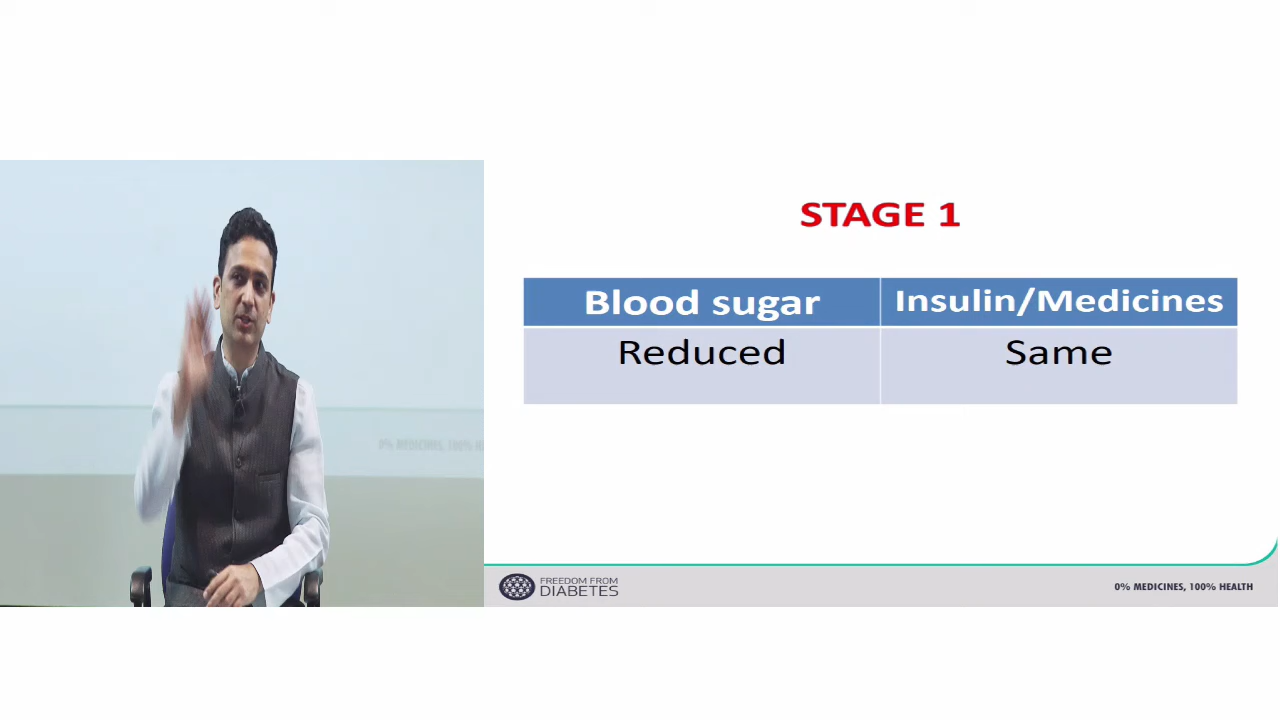 STAGE 1
Blood sugar
Insulin/Medicines
Reduced
Same
0% MEDICINES, 100% HEALTH
FREEDOM FROM
DIABETES